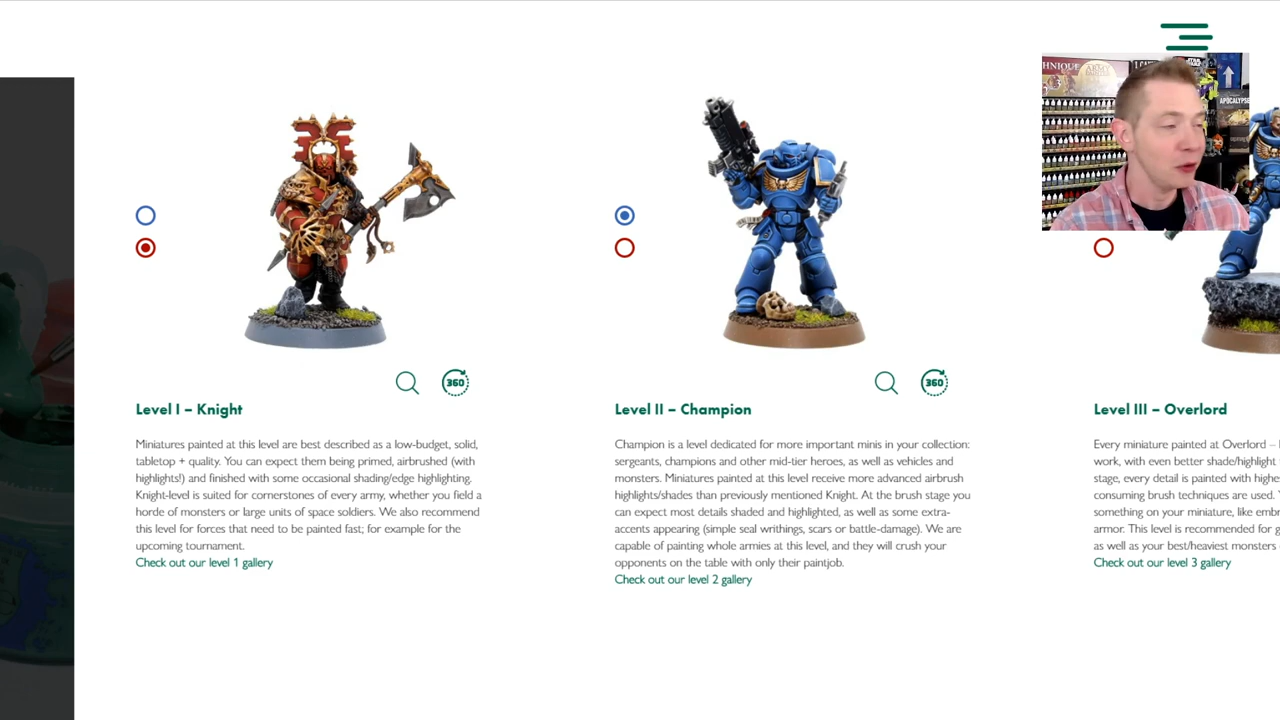 HNIQUE
ARMY
STAR
WARS
APOCALYPSE
360
360
Level I – Knight
Miniatures painted at this level are best described as a low-budget, solid,
tabletop + quality. You can expect them being primed, airbrushed (with
highlights!) and finished with some occasional shading/edge highlighting.
Knight-level is suited for cornerstones of every army, whether you field a
horde of monsters or large units of space soldiers. We also recommend
this level for forces that need to be painted fast; for example for the
upcoming tournament.
Check out our level 1 gallery
Level II – Champion
Champion is a level dedicated for more important minis in your collection:
sergeants, champions and other mid-tier heroes, as well as vehicles and
monsters. Miniatures painted at this level receive more advanced airbrush
highlights/shades than previously mentioned Knight. At the brush stage you
can expect most details shaded and highlighted, as well as some extra-
accents appearing (simple seal writhings, scars or battle-damage). We are
capable of painting whole armies at this level, and they will crush your
opponents on the table with only their paintjob.
Check out our level 2 gallery
Level III – Overlord
Every miniature painted at Overlord –
work, with even better shade/highlight
stage, every detail is painted with highe
consuming brush techniques are used. Y
something on your miniature, like emb
armor. This level is recommended for g
as well as your best/heaviest monsters
Check out our level 3 gallery